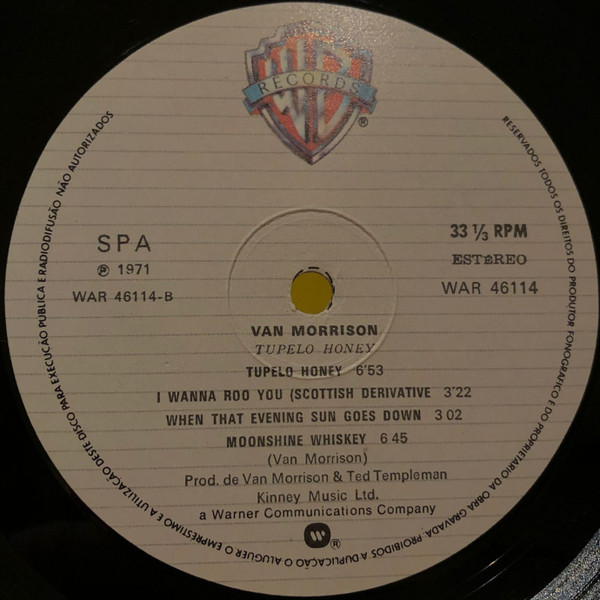 RECORDS
®
RESERVADOS TODOS OS DIREITOS DO PRODUTOR FONOGRÁFICO E DO PROPRIETÁRIO DA OBRA GRAVADA. PROIBIDOS A DUPLICAÇÃO O ALUGUER O EMPRÉSTIMO E A UTILIZAÇÃO DESTE DISCO PARA EXECUÇÃO PÚBLICA E RADIODIFUSÃO NÃO AUTORIZADOS
SPA
Ⓟ 1971
WAR 46114-B
33 ⅓ RPM
ESTéREO
WAR 46114
VAN MORRISON
TUPELO HONEY
TUPELO HONEY 6'53
I WANNA ROO YOU (SCOTTISH DERIVATIVE 3'22
WHEN THAT EVENING SUN GOES DOWN 3 02
MOONSHINE WHISKEY 6 45
(Van Morrison)
Prod. de Van Morrison & Ted Templeman
Kinney Music Ltd.
a Warner Communications Company
®